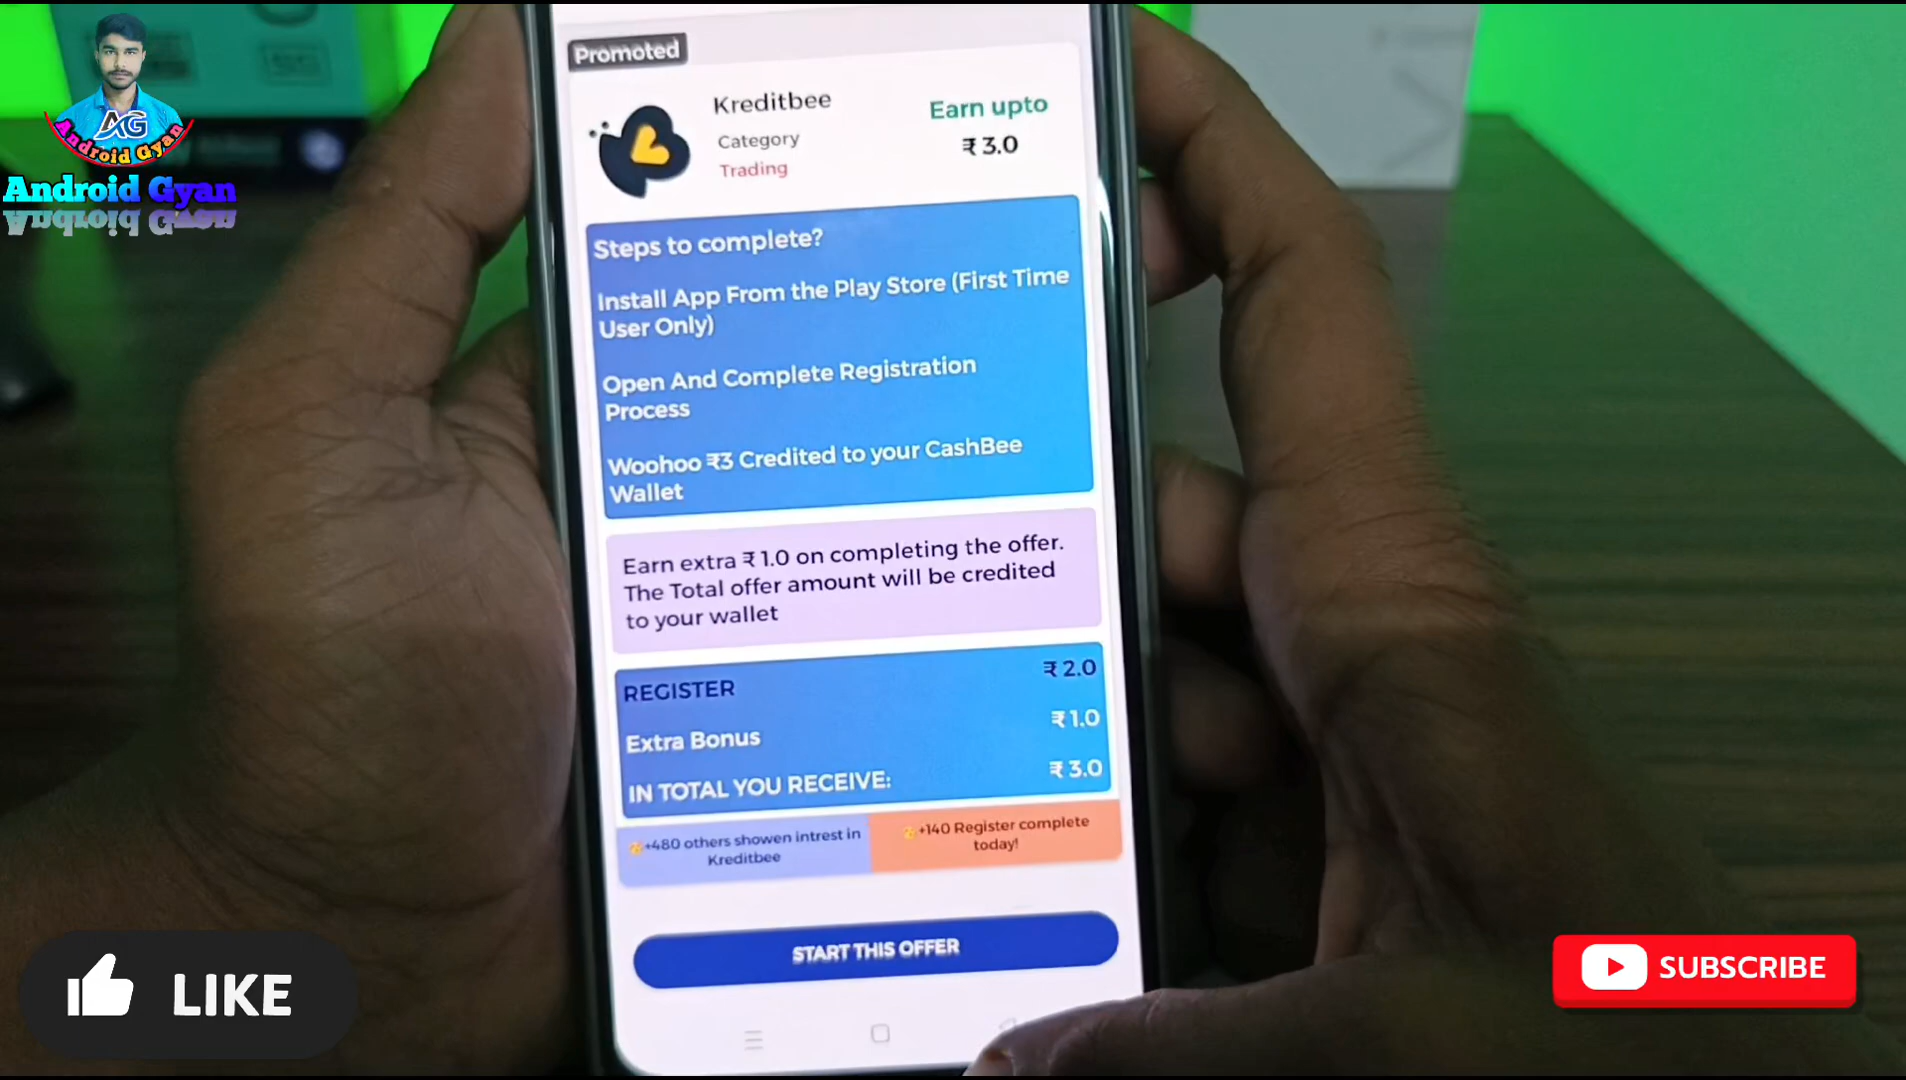 AG
Android Gyan
Android Gyan
Promoted
Kreditbee
Category
Trading
Earn upto
₹ 3.0
Steps to complete?
Install App From the Play Store (First Time
User Only)
Open And Complete Registration
Process
Woohoo ₹3 Credited to your CashBee
Wallet
Earn extra ₹ 1.0 on completing the offer.
The Total offer amount will be credited
to your wallet
REGISTER ₹ 2.0
Extra Bonus ₹ 1.0
IN TOTAL YOU RECEIVE: ₹ 3.0
+480 others showen intrest in
Kreditbee
+140 Register complete
today!
START THIS OFFER
LIKE
SUBSCRIBE